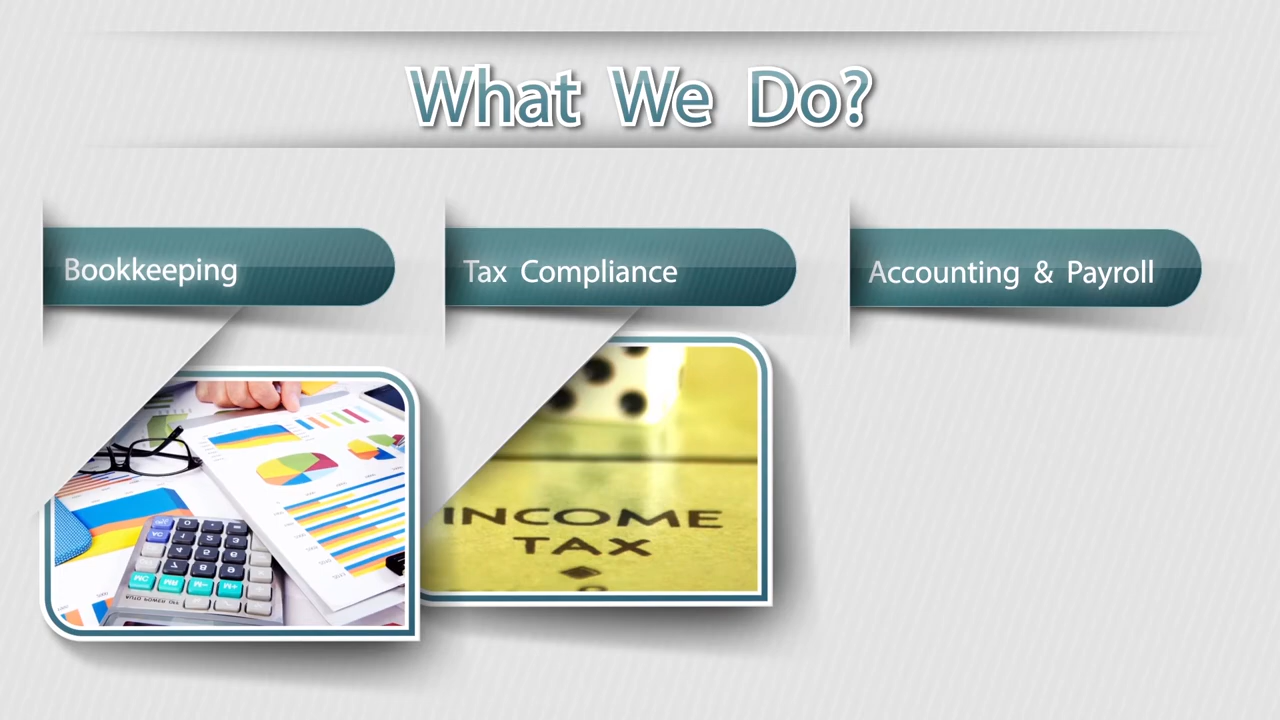 What We Do?
Bookkeeping
Tax Compliance
Accounting & Payroll
INCOME
TAX